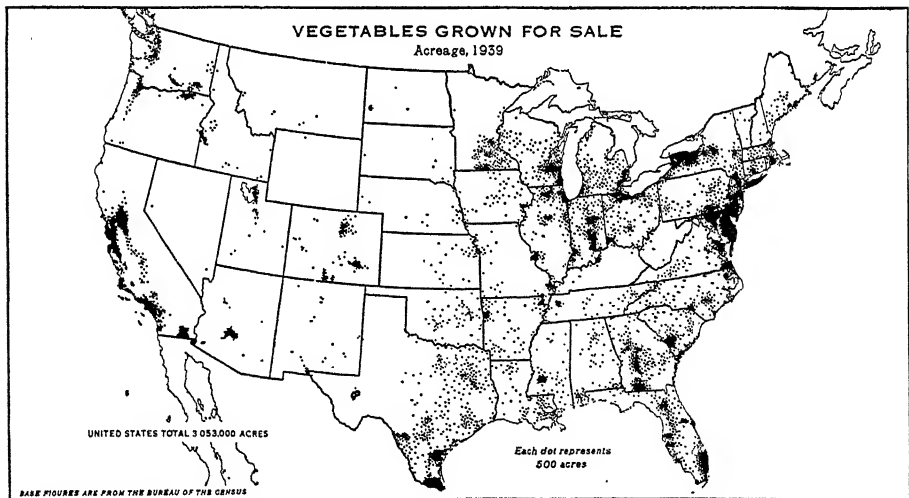 VEGETABLES GROWN FOR SALE
Acreage, 1939
UNITED STATES TOTAL 3 053,000 ACRES
Each dot represents
500 acres
BASE FIGURES ARE FROM THE BUREAU OF THE CENSUS